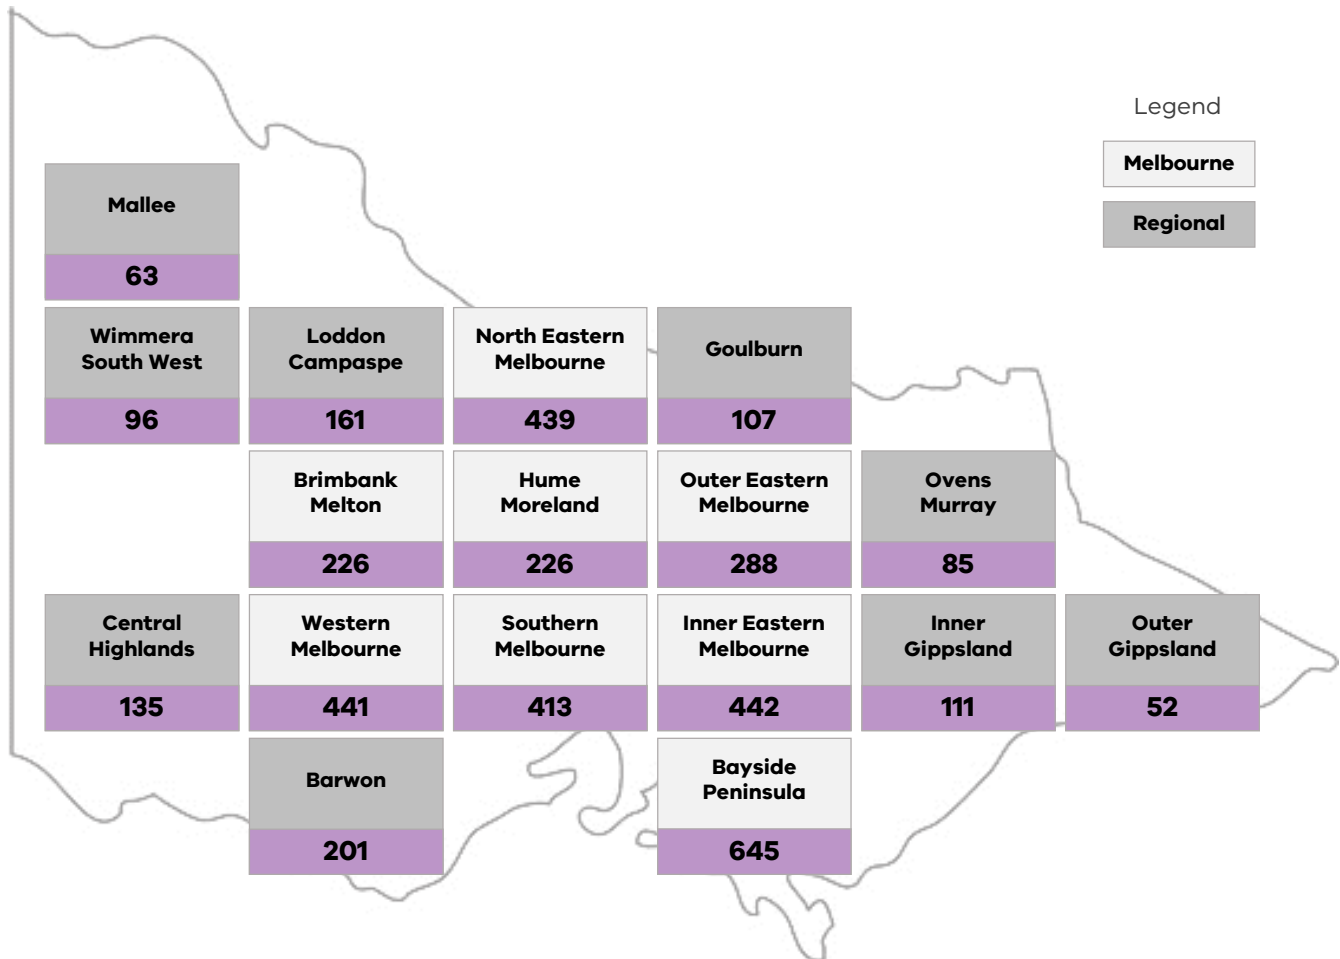 Legend
Melbourne
Regional
Mallee
63
Wimmera
South West
96
Loddon
Campaspe
161
North Eastern
Melbourne
439
Goulburn
107
Brimbank
Melton
226
Hume
Moreland
226
Outer Eastern
Melbourne
288
Ovens
Murray
85
Central
Highlands
135
Western
Melbourne
441
Southern
Melbourne
413
Inner Eastern
Melbourne
442
Inner
Gippsland
111
Outer
Gippsland
52
Barwon
201
Bayside
Peninsula
645